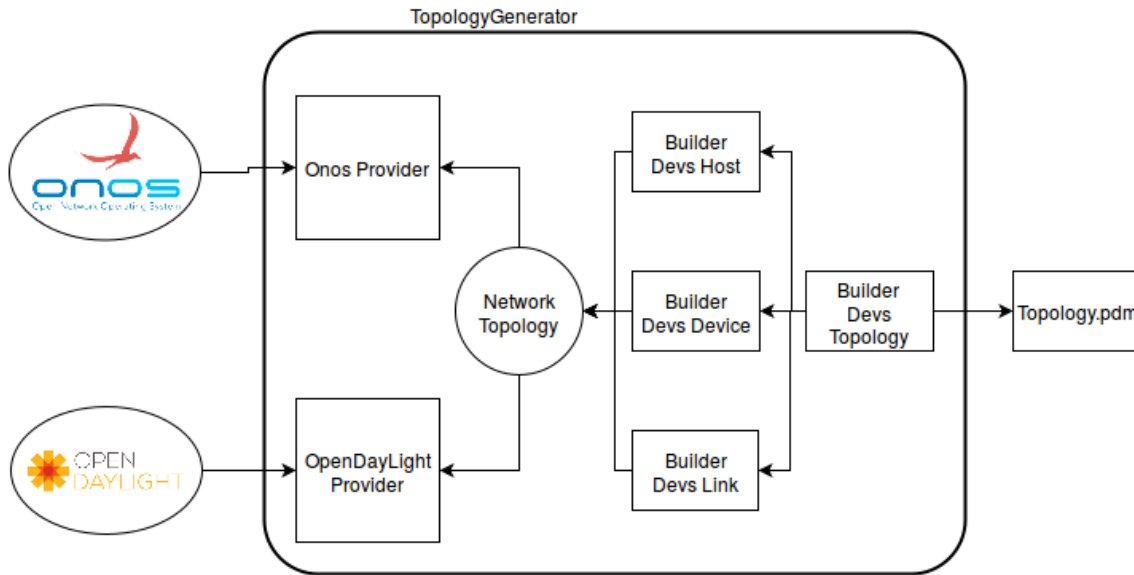 TopologyGenerator
onos
Open Network Operating System
Onos Provider
Builder
Devs Host
Network
Topology
Builder
Devs Device
Builder
Devs
Topology
Topology.pdm
OPEN
DAYLIGHT
OpenDayLight
Provider
Builder
Devs Link